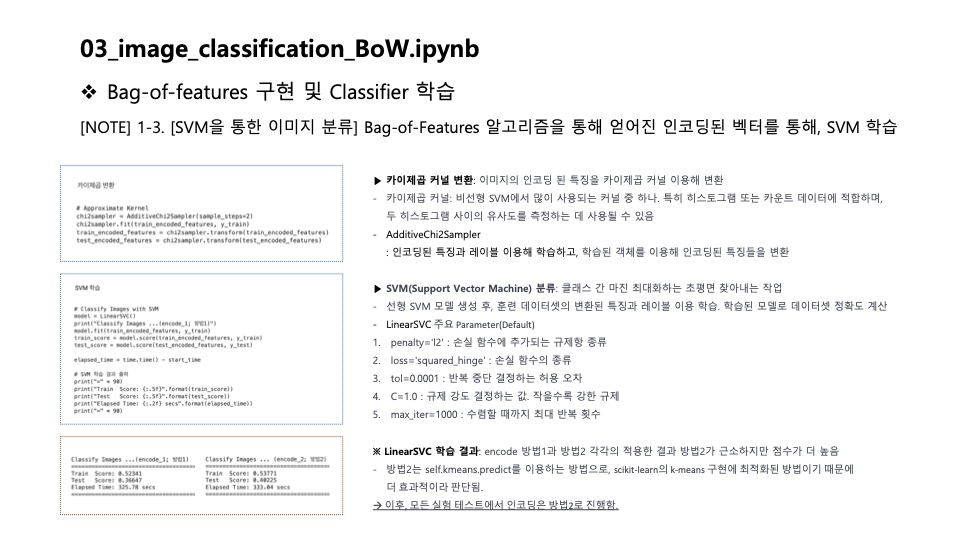 03_image_classification_BoW.ipynb
❖ Bag-of-features 구현 및 Classifier 학습
[NOTE] 1-3. [SVM을 통한 이미지 분류] Bag-of-Features 알고리즘을 통해 얻어진 인코딩된 벡터를 통해, SVM 학습
카이제곱 변환
# Approximate Kernel
chi2sampler = AdditiveChi2Sampler(sample_steps=2)
chi2sampler.fit(train_encoded_features, y_train)
train_encoded_features = chi2sampler.transform(train_encoded_features)
test_encoded_features = chi2sampler.transform(test_encoded_features)
▶ 카이제곱 커널 변환: 이미지의 인코딩 된 특징을 카이제곱 커널 이용해 변환
- 카이제곱 커널: 비선형 SVM에서 많이 사용되는 커널 중 하나. 특히 히스토그램 또는 카운트 데이터에 적합하며,
두 히스토그램 사이의 유사도를 측정하는 데 사용될 수 있음
- AdditiveChi2Sampler
: 인코딩된 특징과 레이블 이용해 학습하고, 학습된 객체를 이용해 인코딩된 특징들을 변환
SVM 학습
# Classify Images with SVM
model = LinearSVC()
print("Classify Images ...(encode_1; 방법1)")
model.fit(train_encoded_features, y_train)
train_score = model.score(train_encoded_features, y_train)
test_score = model.score(test_encoded_features, y_test)
elapsed_time = time.time() - start_time
# SVM 학습 결과 출력
print("=" * 90)
print("Train  Score: {:.5f}".format(train_score))
print("Test   Score: {:.5f}".format(test_score))
print("Elapsed Time: {:.2f} secs".format(elapsed_time))
print("=" * 90)
▶ SVM(Support Vector Machine) 분류: 클래스 간 마진 최대화하는 초평면 찾아내는 작업
- 선형 SVM 모델 생성 후, 훈련 데이터셋의 변환된 특징과 레이블 이용 학습. 학습된 모델로 데이터셋 정확도 계산
- LinearSVC 주요 Parameter(Default)
1. penalty='l2' : 손실 함수에 추가되는 규제항 종류
2. loss='squared_hinge' : 손실 함수의 종류
3. tol=0.0001 : 반복 중단 결정하는 허용 오차
4. C=1.0 : 규제 강도 결정하는 값. 작을수록 강한 규제
5. max_iter=1000 : 수렴할 때까지 최대 반복 횟수
Classify Images ...(encode_1; 방법1)
Train  Score: 0.52341
Test   Score: 0.36647
Elapsed Time: 325.78 secs
Classify Images ...(encode_2; 방법2)
Train  Score: 0.53771
Test   Score: 0.40225
Elapsed Time: 333.04 secs
※ LinearSVC 학습 결과: encode 방법1과 방법2 각각의 적용한 결과 방법2가 근소하지만 점수가 더 높음
- 방법2는 self.kmeans.predict를 이용하는 방법으로, scikit-learn의 k-means 구현에 최적화된 방법이기 때문에
더 효과적이라 판단됨.
→ 이후, 모든 실험 테스트에서 인코딩은 방법2로 진행함.